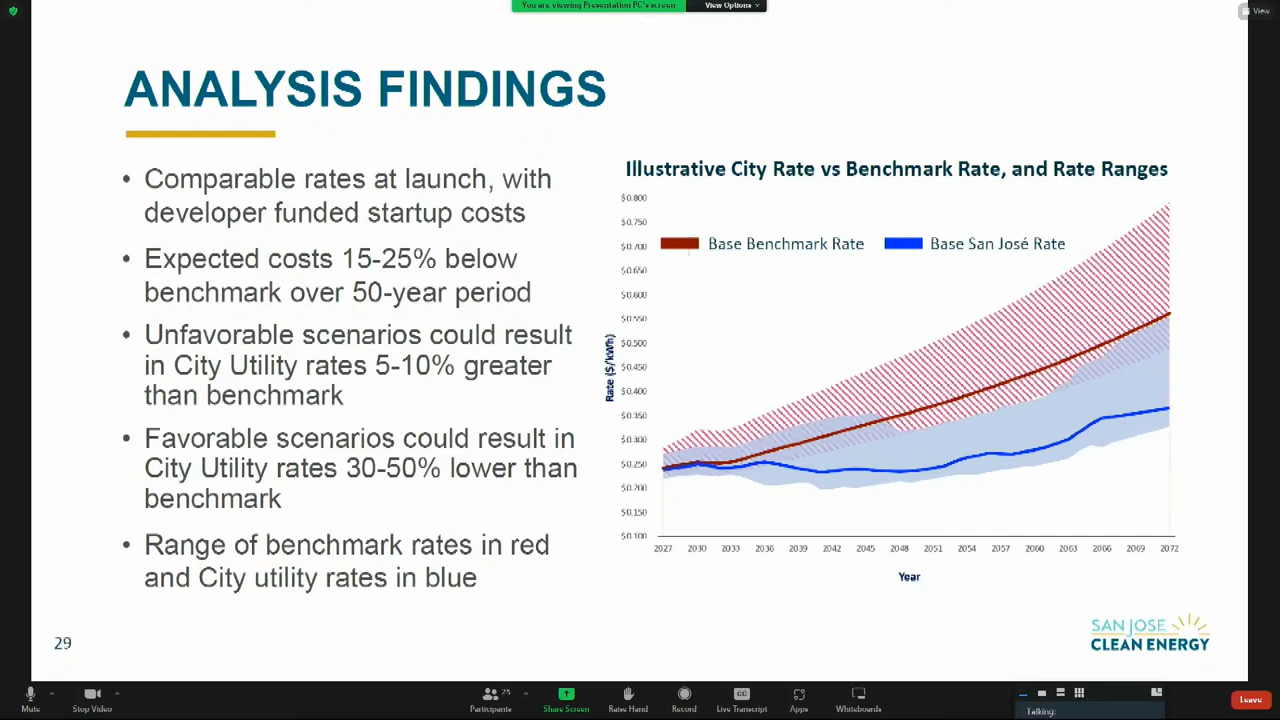 You are viewing Presentation PC's screen
View Options
View
ANALYSIS FINDINGS
• Comparable rates at launch, with
developer funded startup costs
• Expected costs 15-25% below
benchmark over 50-year period
• Unfavorable scenarios could result
in City Utility rates 5-10% greater
than benchmark
• Favorable scenarios could result in
City Utility rates 30-50% lower than
benchmark
• Range of benchmark rates in red
and City utility rates in blue
Illustrative City Rate vs Benchmark Rate, and Rate Ranges
Base Benchmark Rate
Base San José Rate
Rate ($/kWh)
$0.800
$0.750
$0.700
$0.650
$0.600
$0.550
$0.500
$0.450
$0.400
$0.350
$0.300
$0.250
$0.200
$0.150
$0.100
2027 2030 2033 2036 2039 2042 2045 2048 2051 2054 2057 2060 2063 2066 2069 2072
Year
29
SAN JOSE
CLEAN ENERGY
Mute
Stop Video
25
Participants
Share Screen
Raise Hand
Record
CC
Live Transcript
Apps
Whiteboards
Talking:
Leave